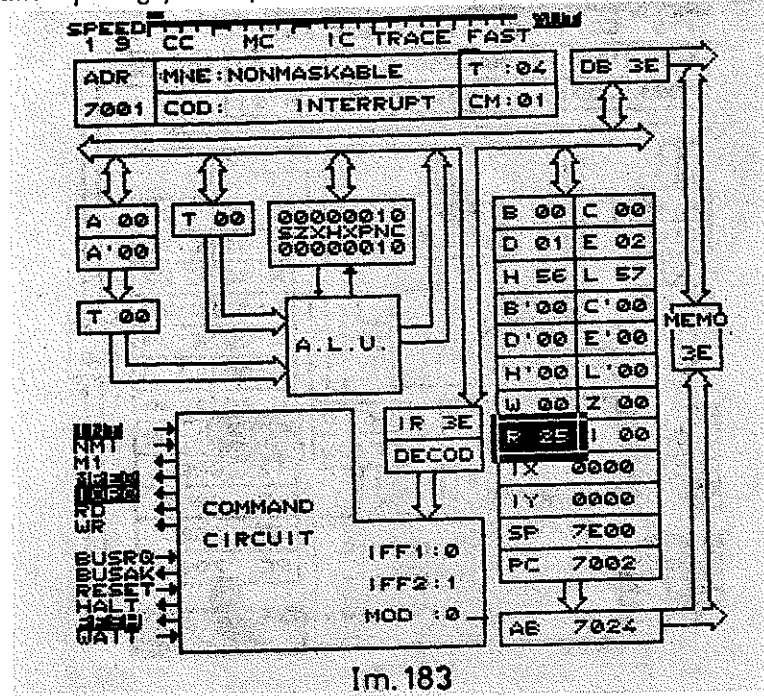 SPEED
1 9 CC MC IC TRACE FAST
ADR MNE:NONMASKABLE T :04 DB 3E
7001 COD: INTERRUPT CM:01
A 00 T 00 00000010 B 00 C 00
A'00 SZXHXPNC D 01 E 02
00000010 H 56 L 57
T 00 B'00 C'00
A.L.U. D'00 E'00 MEMO
H'00 L'00 3E
IR 3E W 00 Z 00
NMI R 25 I 00
M1 DECOD IX 0000
COMMAND IY 0000
RD CIRCUIT SP 7E00
WR PC 7002
BUSRQ IFF1:0
BUSAK IFF2:1
RESET MOD :0
HALT AB 7024
WAIT
Im.183